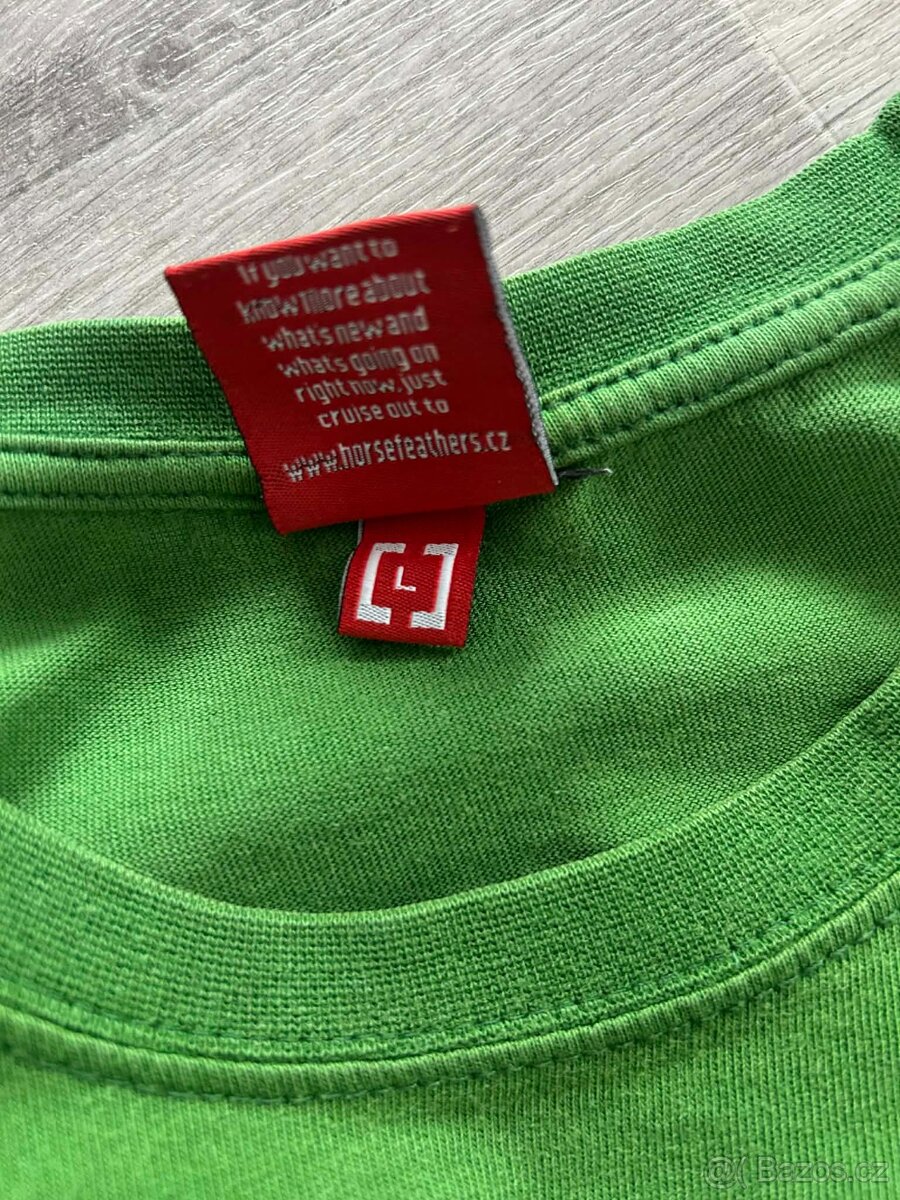 If you want to
know more about
what's new and
whats going on
right now, just
cruise out to
www.horsefeathers.cz
[L]
@( Bazos.cz